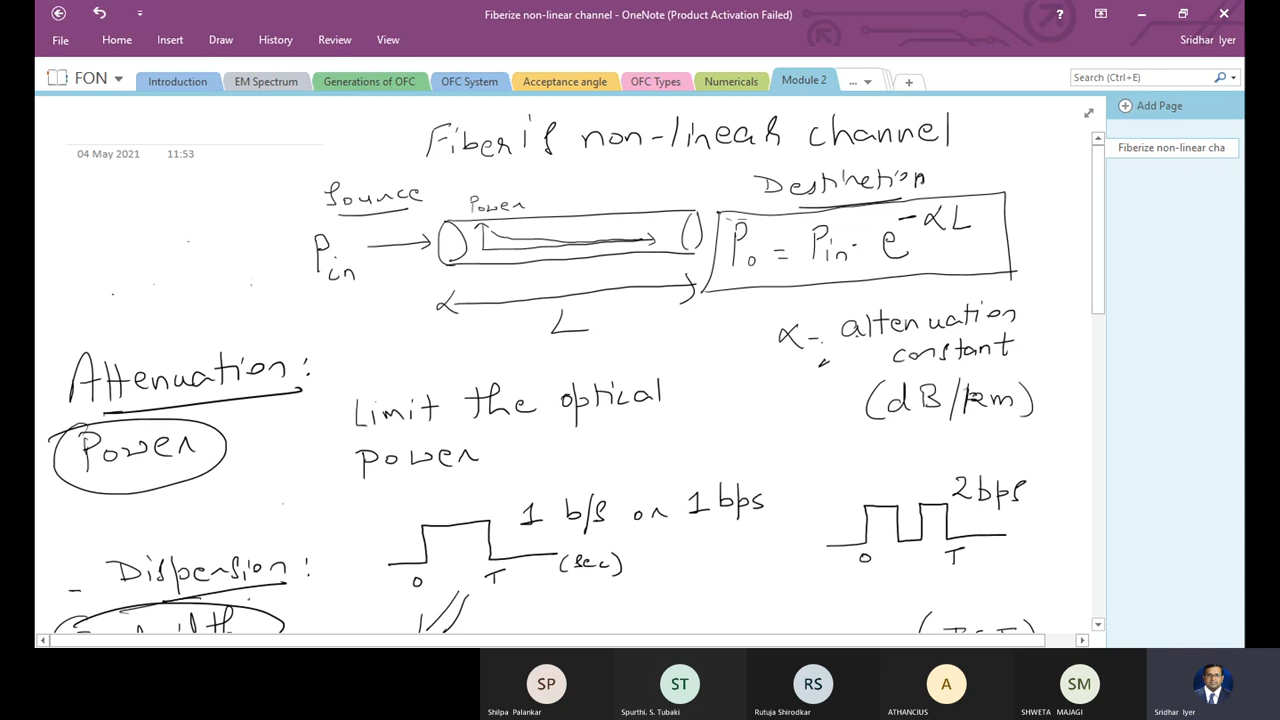 Fiberize non-linear channel - OneNote (Product Activation Failed)
File Home Insert Draw History Review View
Sridhar Iyer
FON
Introduction EM Spectrum Generations of OFC OFC System Acceptance angle OFC Types Numericals Module 2 ...
Search (Ctrl+E)
Add Page
Fiberize non-linear cha
Fiber is non-linear channel
04 May 2021 11:53
Source
Power
Destination
Pin
Po = Pin. e^-αL
L
α - attenuation
constant
(dB/km)
Attenuation:
Power
Limit the optical
power
1 b/s or 1 bps
2bps
0 T (sec)
0 T
- Dispersion:
SP ST RS A SM
Shilpa Palankar Spurthi. S. Tubaki Rutuja Shirodkar ATHANCIUS SHWETA MAJAGI Sridhar Iyer